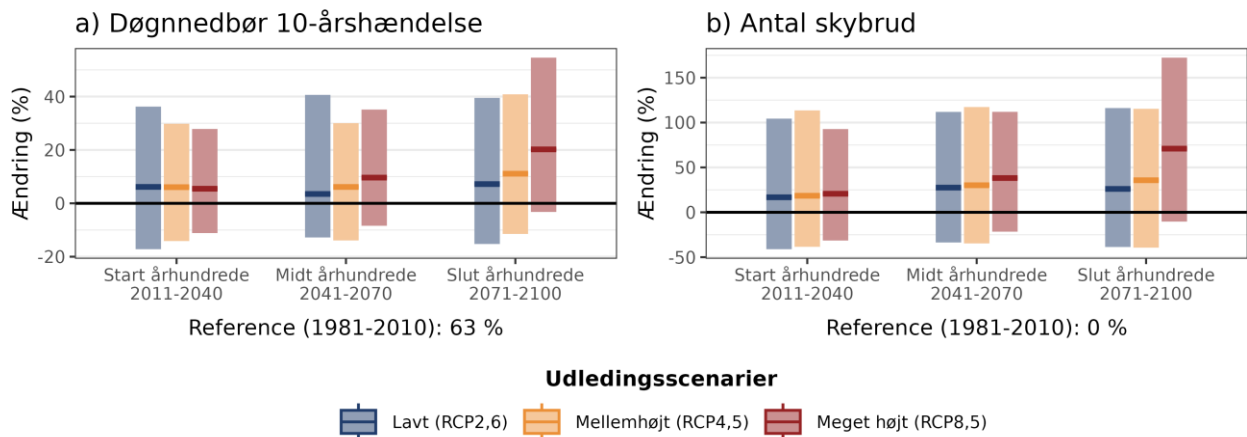 a) Døgnnedbør 10-årshændelse
Ændring (%)
40
20
0
-20
Start århundrede
2011-2040
Midt århundrede
2041-2070
Slut århundrede
2071-2100
Reference (1981-2010): 63 %
b) Antal skybrud
Ændring (%)
150
100
50
0
-50
Start århundrede
2011-2040
Midt århundrede
2041-2070
Slut århundrede
2071-2100
Reference (1981-2010): 0 %
Udledingsscenarier
Lavt (RCP2,6)
Mellemhøjt (RCP4,5)
Meget højt (RCP8,5)